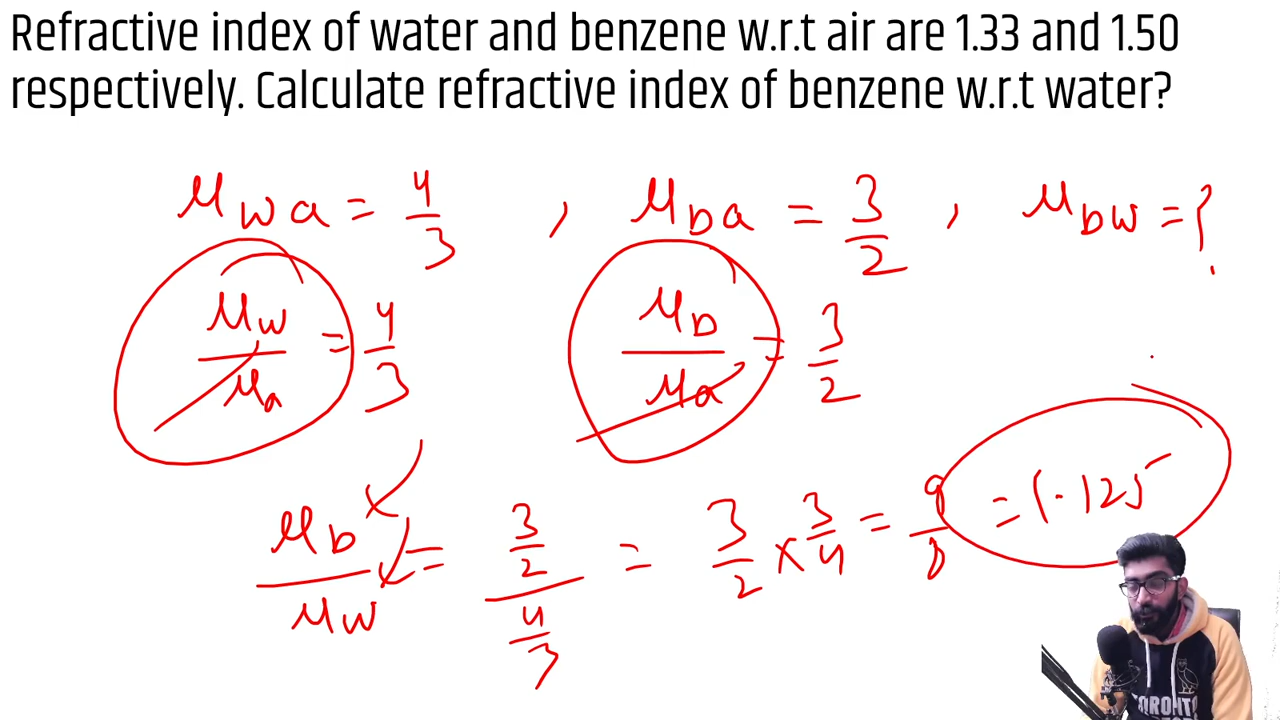 Refractive index of water and benzene w.r.t air are 1.33 and 1.50
respectively. Calculate refractive index of benzene w.r.t water?
μwa = 4/3 , μba = 3/2 , μbw = ?
μw/μa = 4/3 μb/μa = 3/2
μb/μw = 3/2 / 4/3 = 3/2 × 3/4 = 9/8 = 1.125
TORONTO